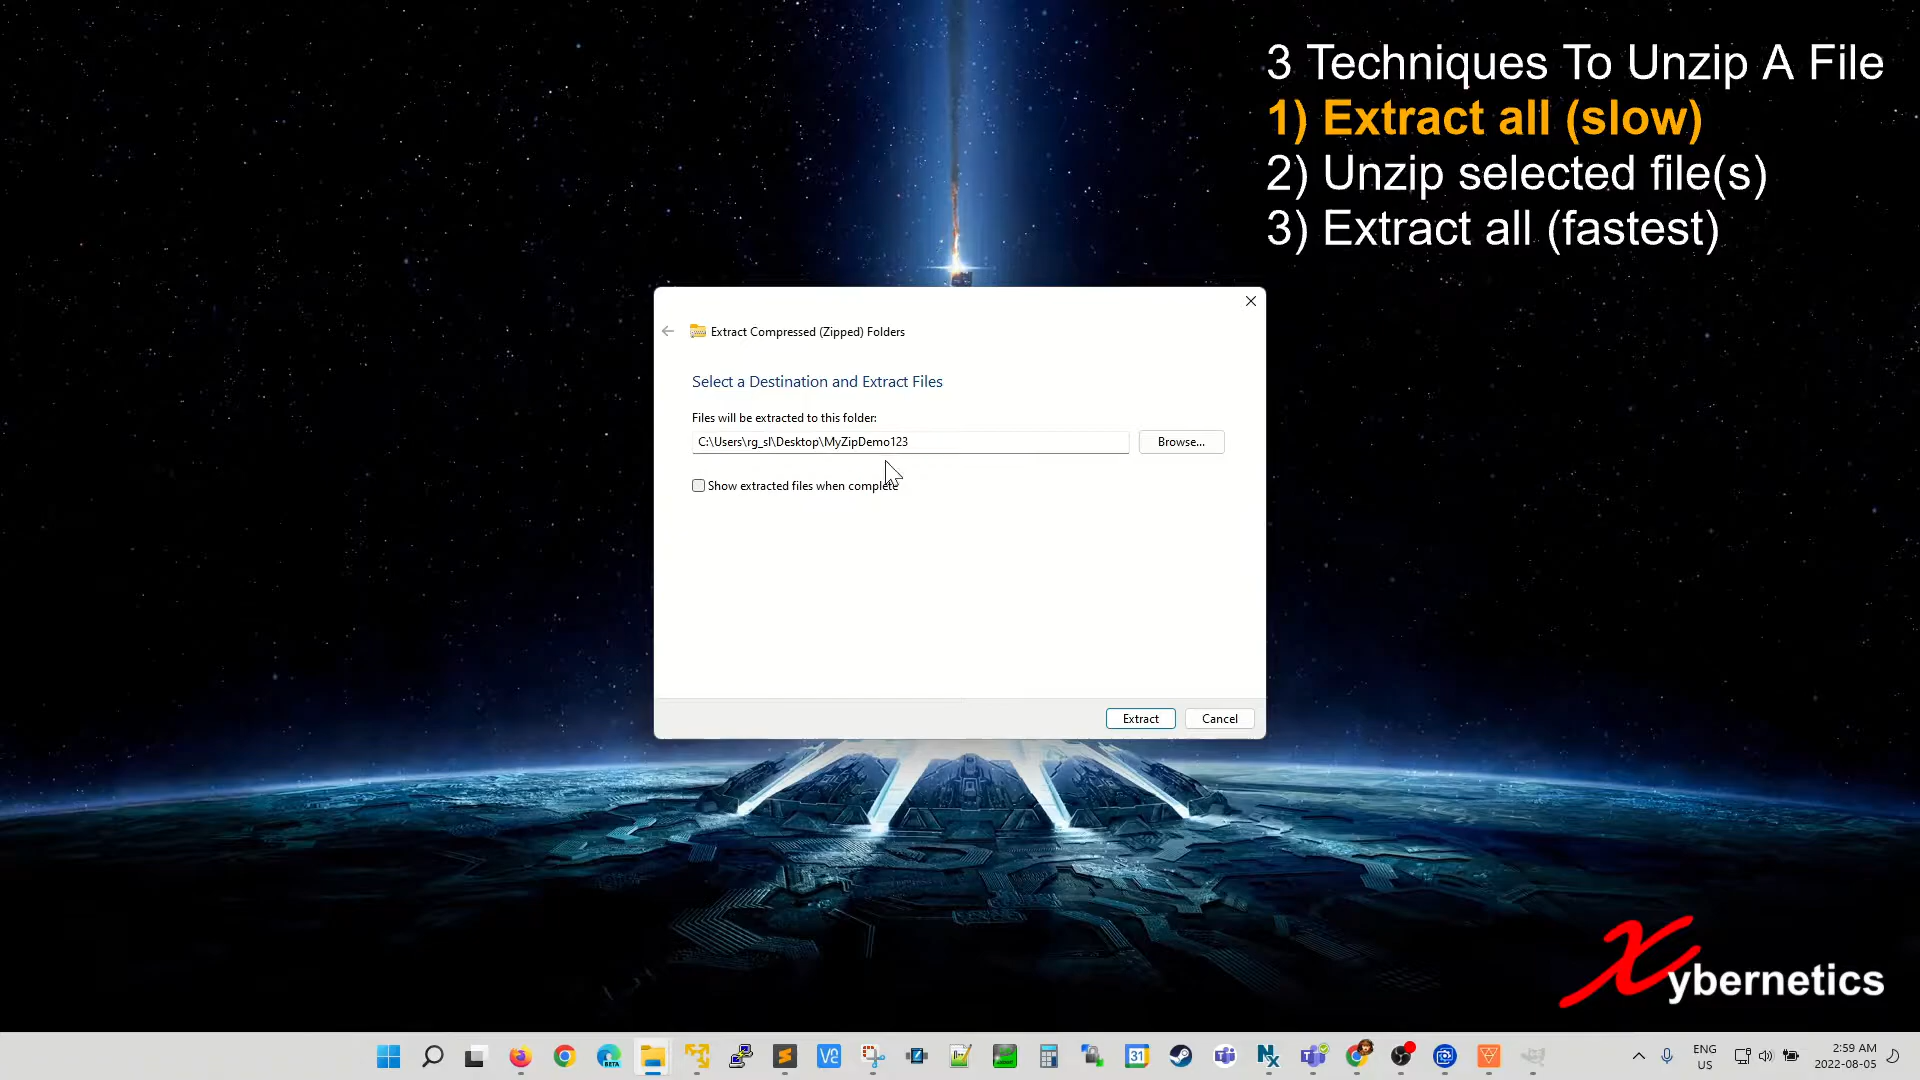 3 Techniques To Unzip A File
1) Extract all (slow)
2) Unzip selected file(s)
3) Extract all (fastest)
Extract Compressed (Zipped) Folders
Select a Destination and Extract Files
Files will be extracted to this folder:
C:\Users\rg_sl\Desktop\MyZipDemo123
Browse...
Show extracted files when complete
Extract
Cancel
Xybernetics
BETA
31
ENG
US
2:59 AM
2022-08-05